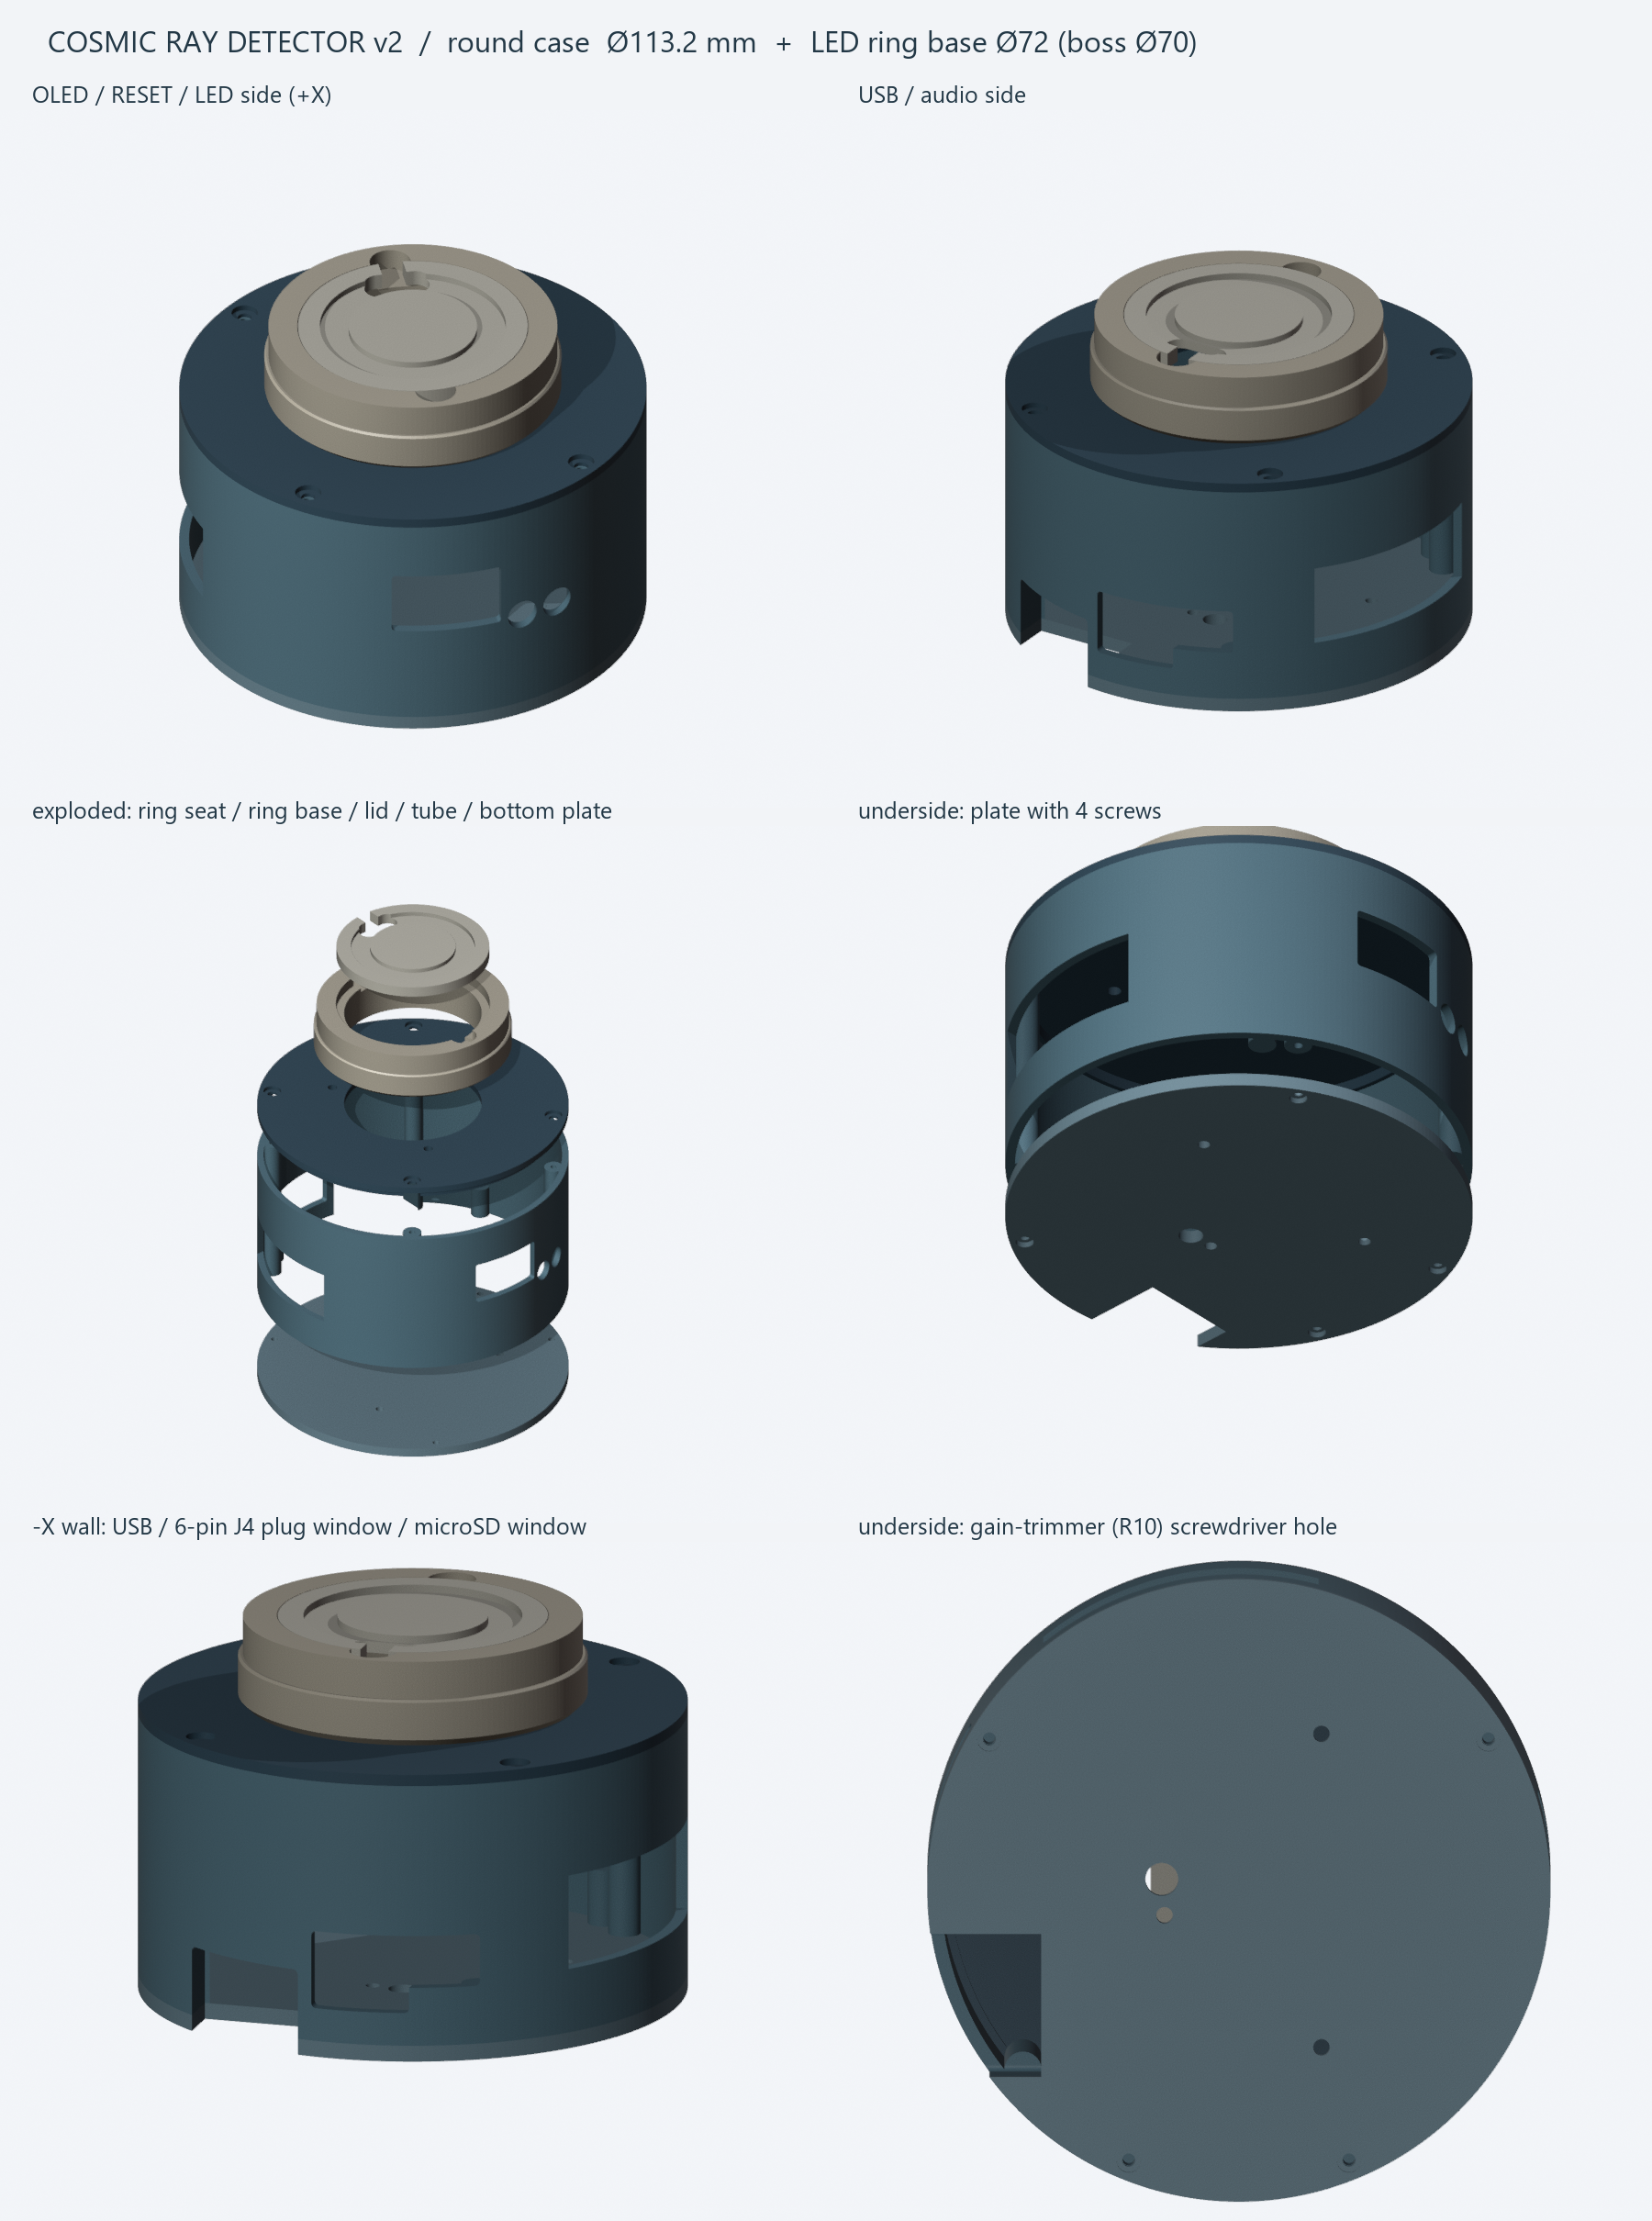 COSMIC RAY DETECTOR v2 / round case Ø113.2 mm + LED ring base Ø72 (boss Ø70)
OLED / RESET / LED side (+X)
USB / audio side
exploded: ring seat / ring base / lid / tube / bottom plate
underside: plate with 4 screws
-X wall: USB / 6-pin J4 plug window / microSD window
underside: gain-trimmer (R10) screwdriver hole